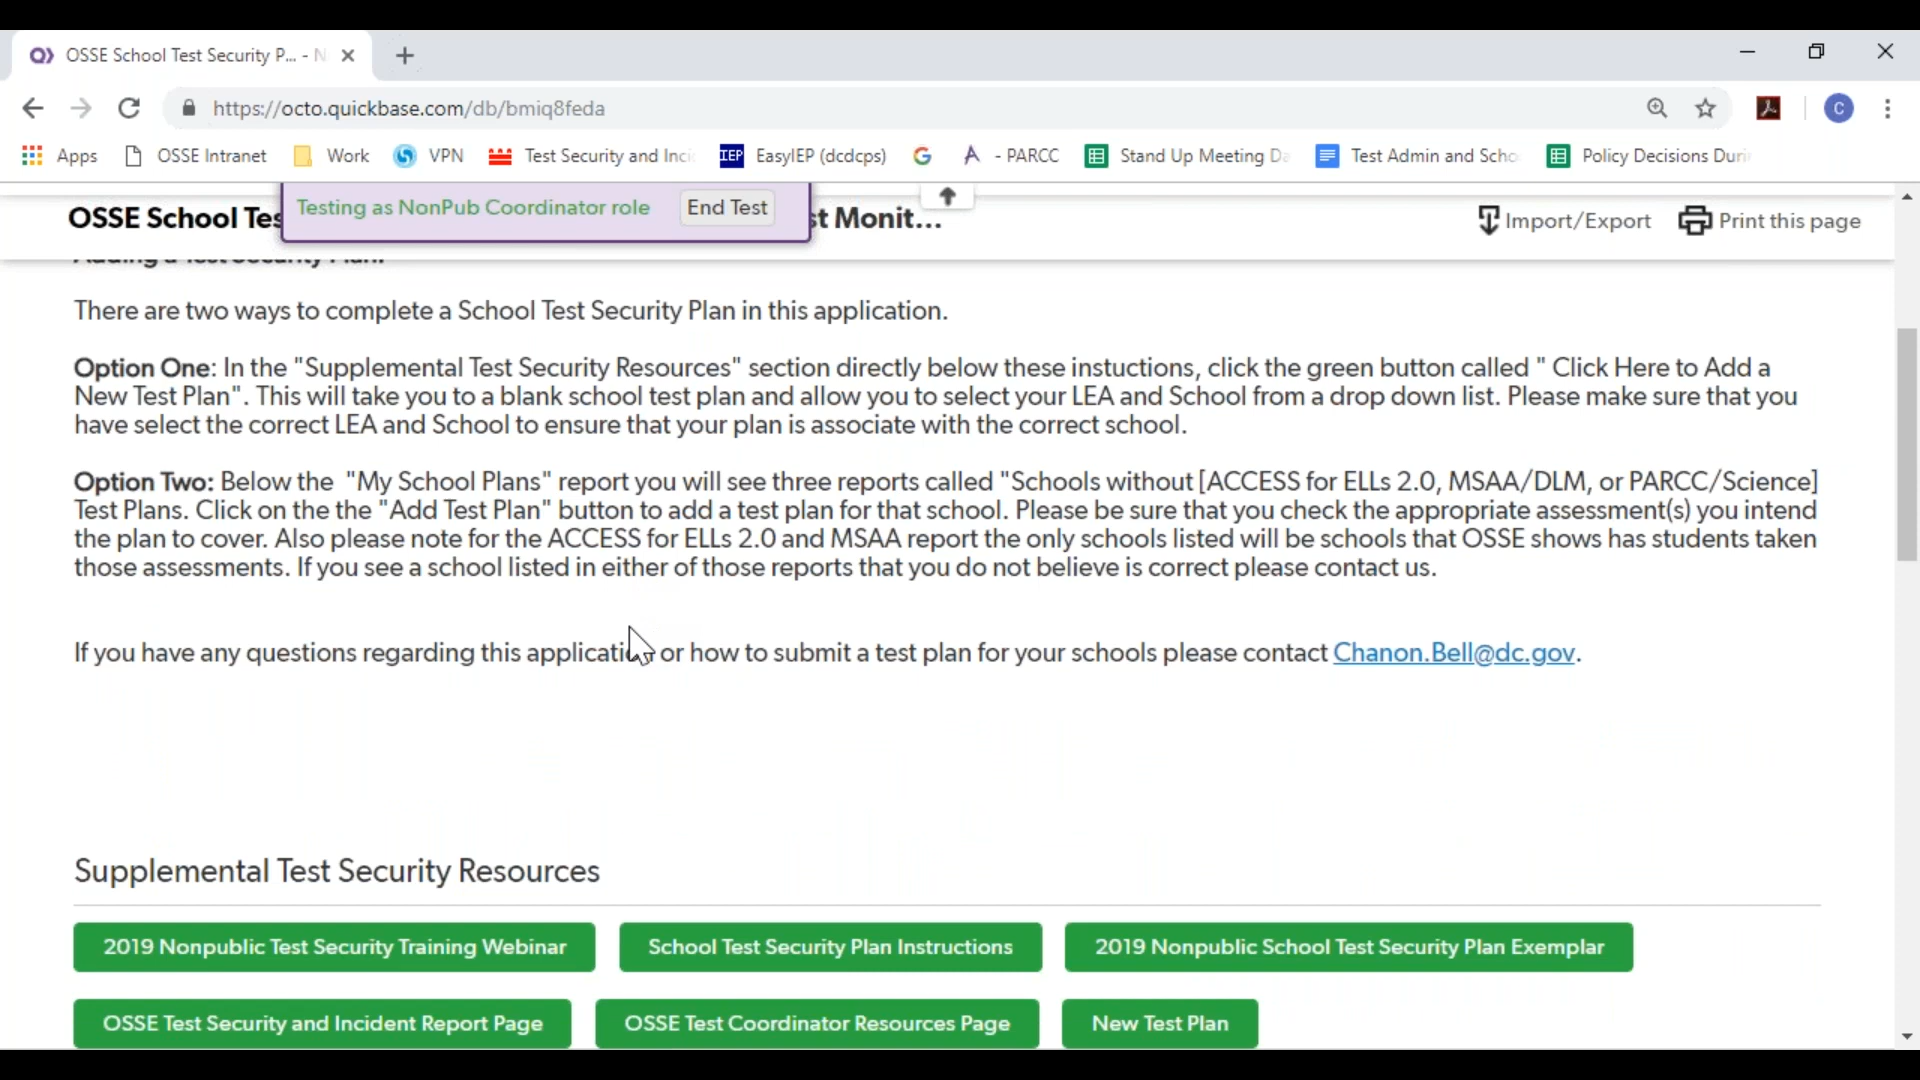 OSSE School Test Security P... - N
https://octo.quickbase.com/db/bmiq8feda
C
Apps OSSE Intranet Work VPN Test Security and Inci IEP EasyIEP (dcdcps) G - PARCC Stand Up Meeting Da Test Admin and Scho Policy Decisions Duri
Testing as NonPub Coordinator role End Test
OSSE School Tes st Monit... Import/Export Print this page
Adding a Test Security Plan:
There are two ways to complete a School Test Security Plan in this application.
Option One: In the "Supplemental Test Security Resources" section directly below these instuctions, click the green button called " Click Here to Add a
New Test Plan". This will take you to a blank school test plan and allow you to select your LEA and School from a drop down list. Please make sure that you
have select the correct LEA and School to ensure that your plan is associate with the correct school.
Option Two: Below the "My School Plans" report you will see three reports called "Schools without [ACCESS for ELLs 2.0, MSAA/DLM, or PARCC/Science]
Test Plans. Click on the the "Add Test Plan" button to add a test plan for that school. Please be sure that you check the appropriate assessment(s) you intend
the plan to cover. Also please note for the ACCESS for ELLs 2.0 and MSAA report the only schools listed will be schools that OSSE shows has students taken
those assessments. If you see a school listed in either of those reports that you do not believe is correct please contact us.
If you have any questions regarding this application or how to submit a test plan for your schools please contact Chanon.Bell@dc.gov.
Supplemental Test Security Resources
2019 Nonpublic Test Security Training Webinar School Test Security Plan Instructions 2019 Nonpublic School Test Security Plan Exemplar
OSSE Test Security and Incident Report Page OSSE Test Coordinator Resources Page New Test Plan